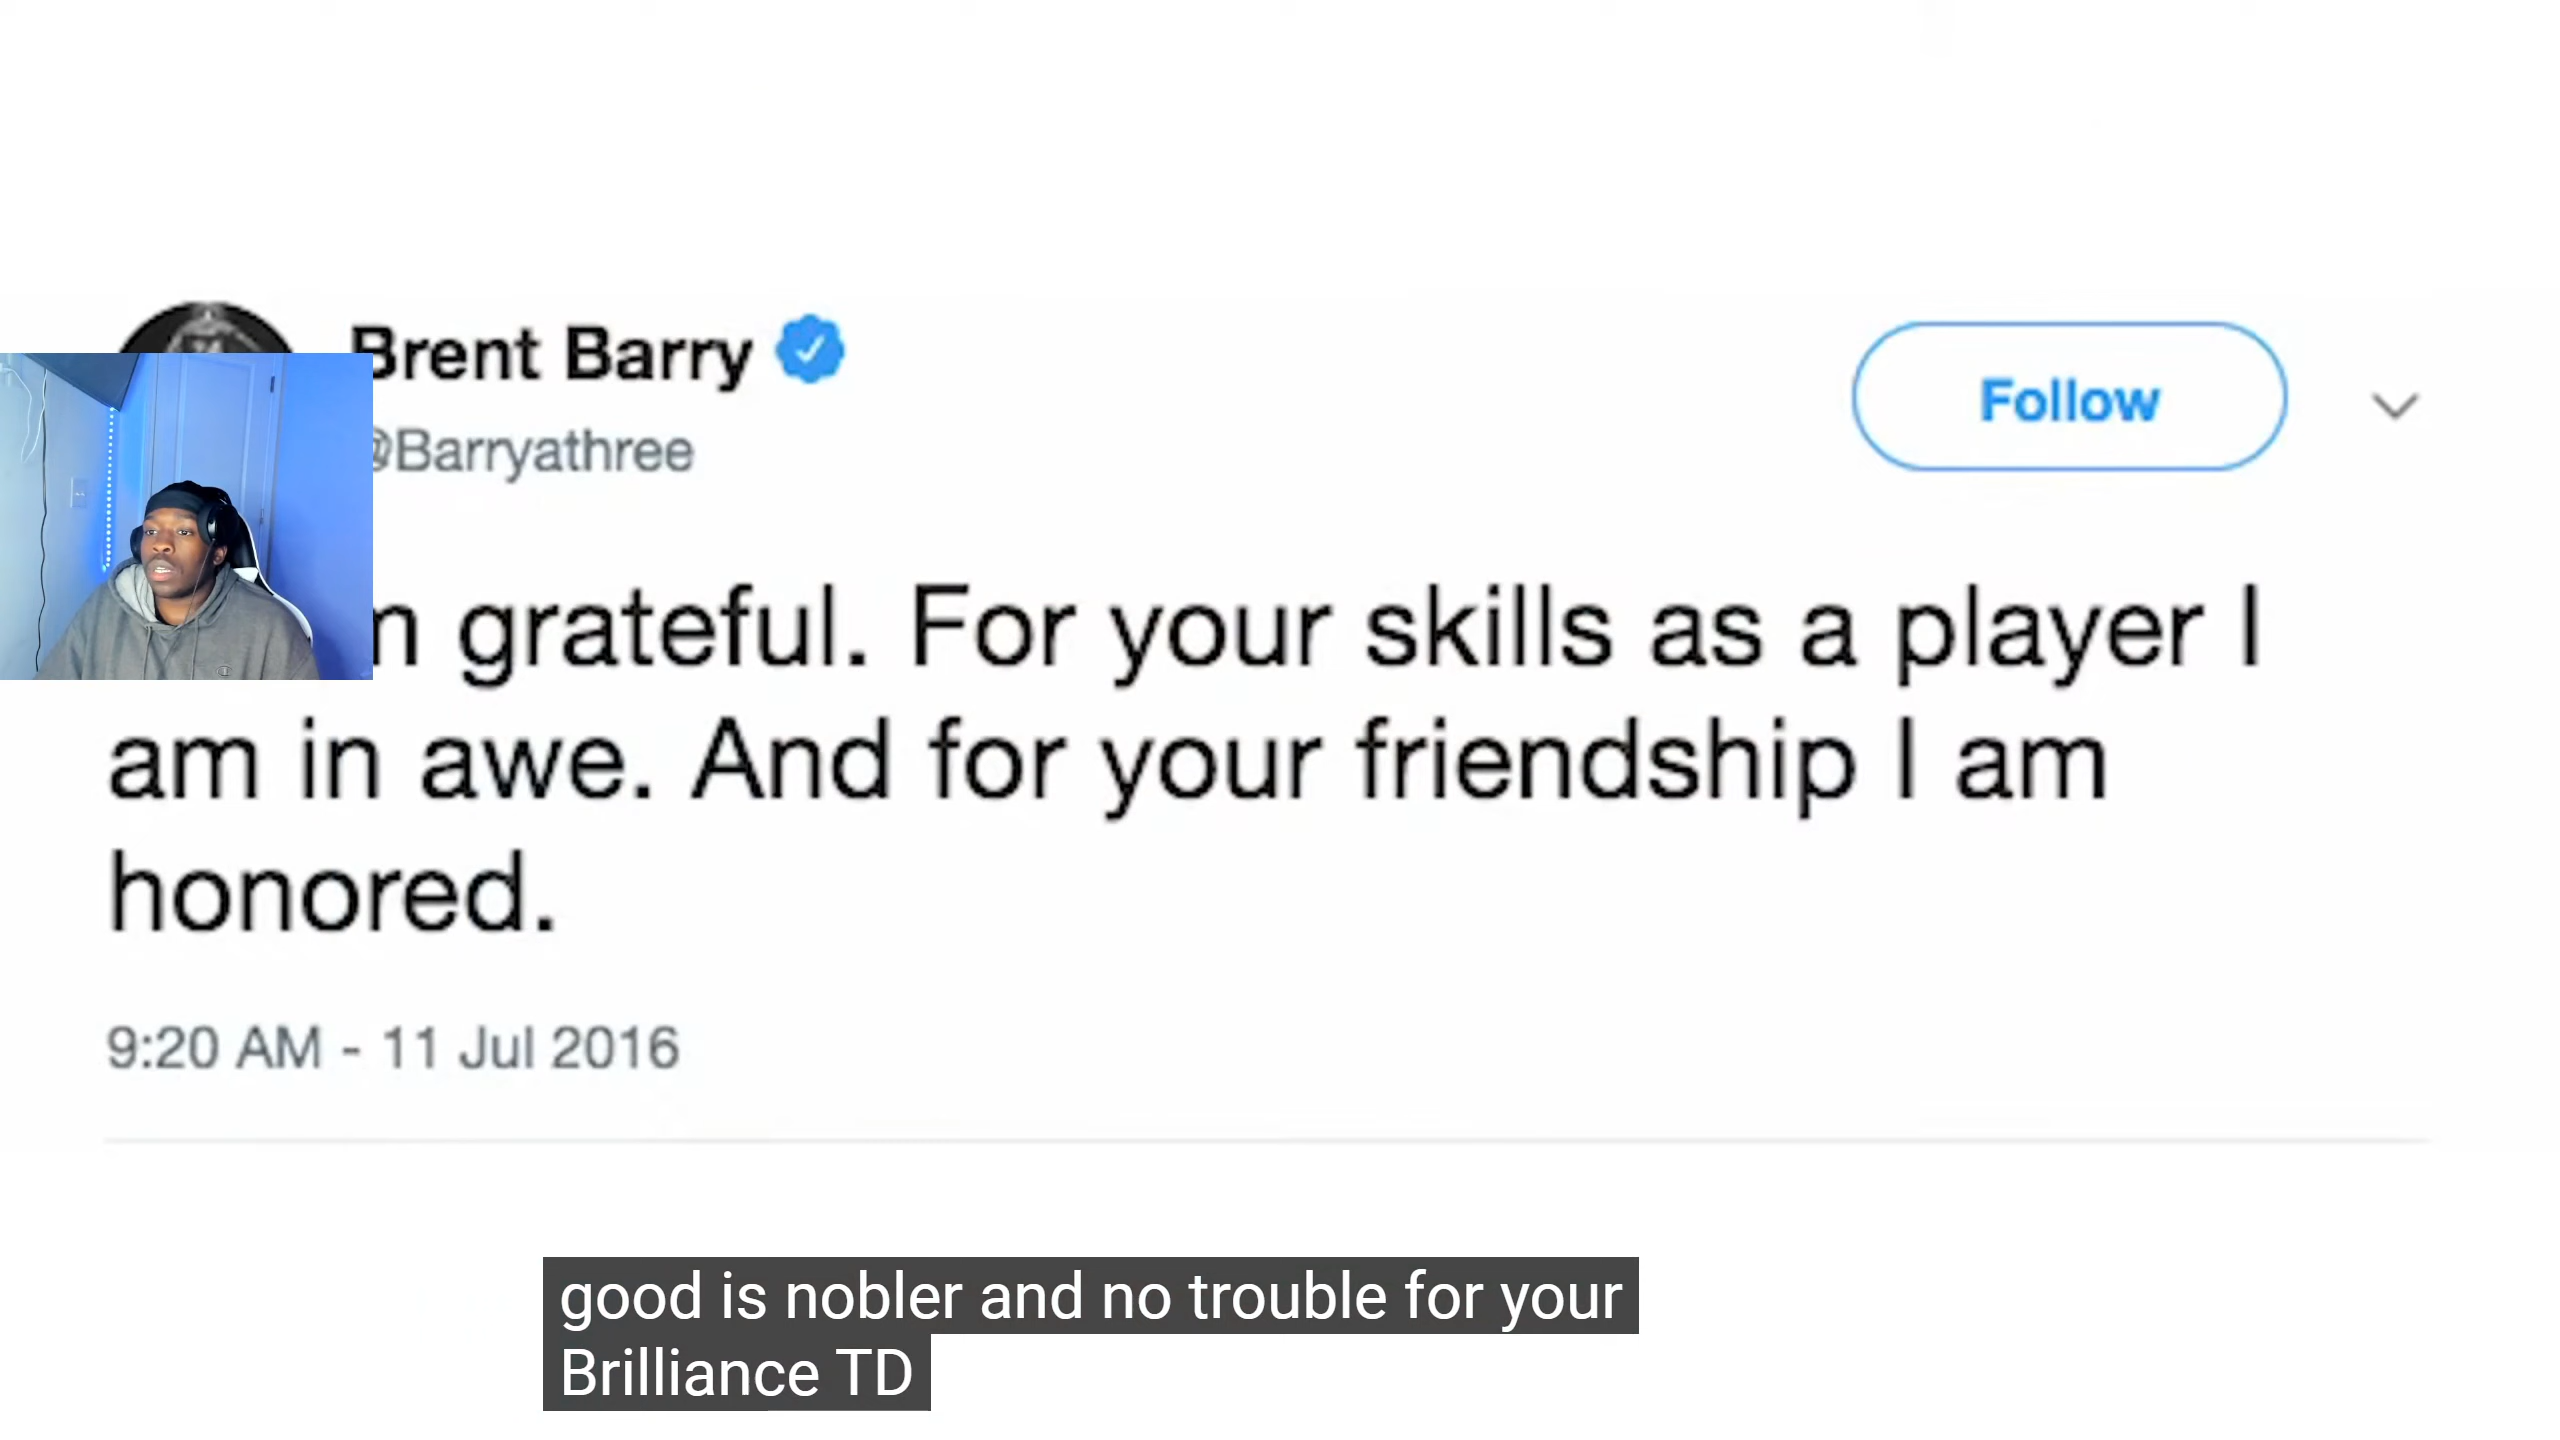 Brent Barry
@Barryathree
Follow
grateful. For your skills as a player I
am in awe. And for your friendship I am
honored.
9:20 AM - 11 Jul 2016
good is nobler and no trouble for your
Brilliance TD